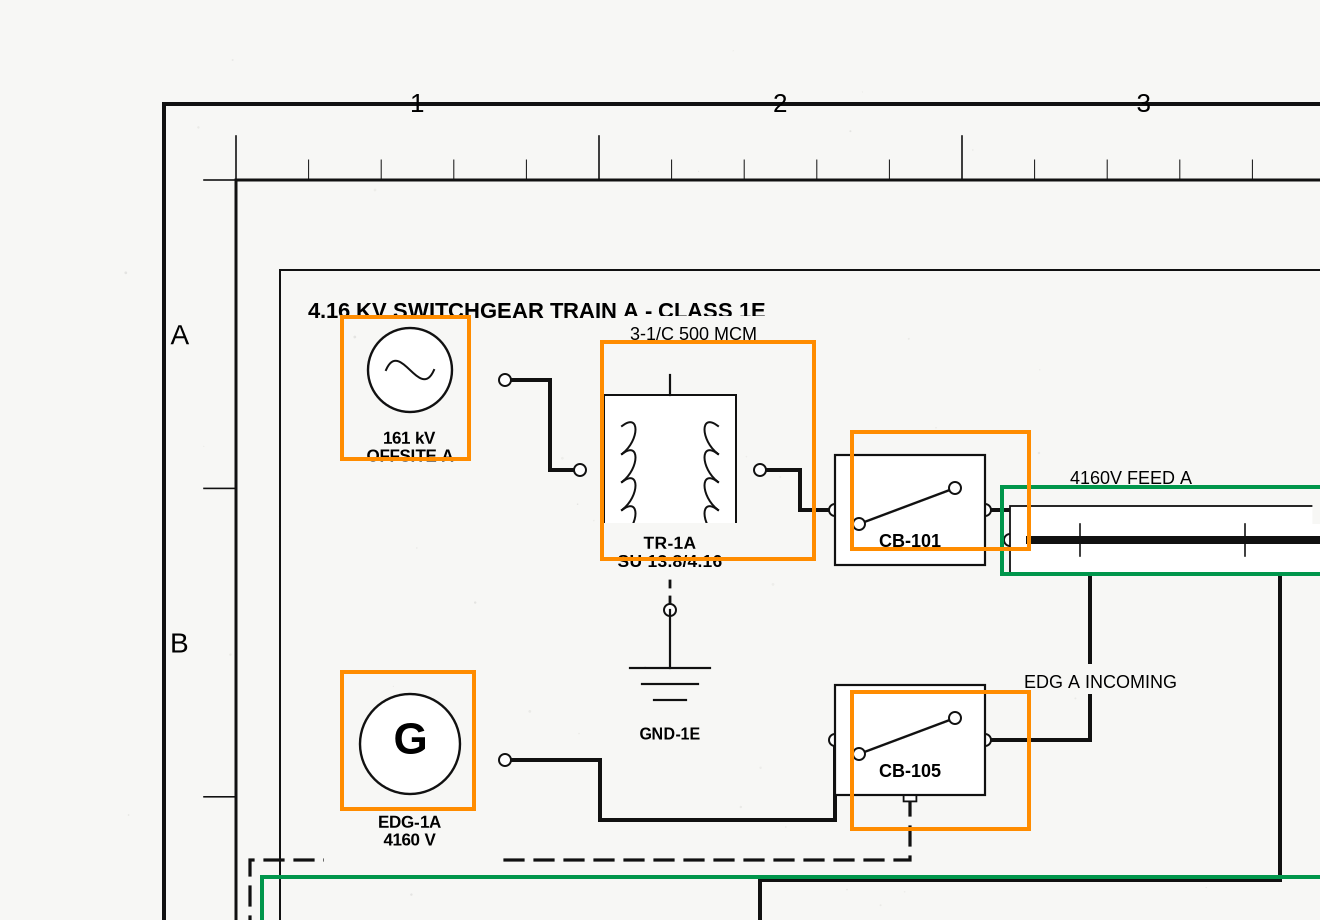 1
2
3
A
4.16 KV SWITCHGEAR TRAIN A - CLASS 1E
3-1/C 500 MCM
161 kV
OFFSITE A
4160V FEED A
CB-101
TR-1A
SU 13.8/4.16
B
EDG A INCOMING
G
GND-1E
CB-105
EDG-1A
4160 V